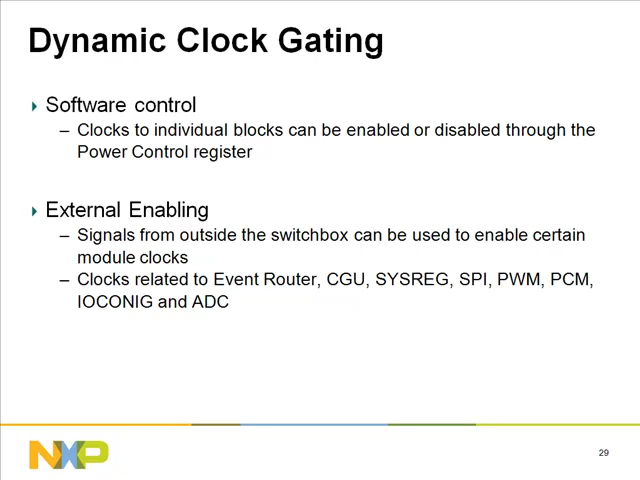 Dynamic Clock Gating
Software control
– Clocks to individual blocks can be enabled or disabled through the
Power Control register
External Enabling
– Signals from outside the switchbox can be used to enable certain
module clocks
– Clocks related to Event Router, CGU, SYSREG, SPI, PWM, PCM,
IOCONIG and ADC
NXP
29